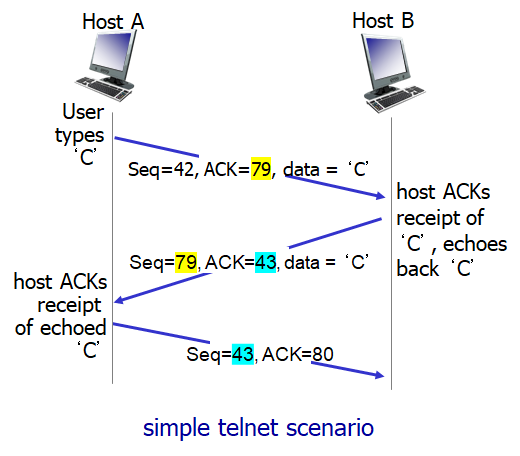 Host A
Host B
User
types
‘C’
Seq=42, ACK=79, data = ‘C’
host ACKs
receipt of
‘C’, echoes
back ‘C’
Seq=79, ACK=43, data = ‘C’
host ACKs
receipt
of echoed
‘C’
Seq=43, ACK=80
simple telnet scenario